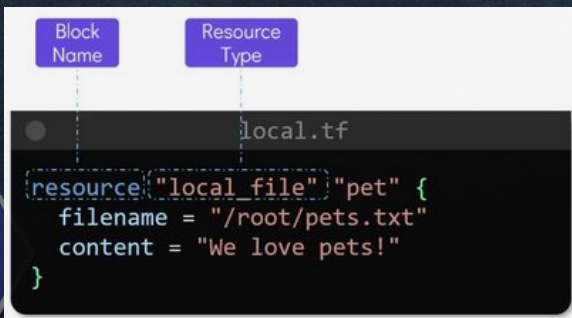 Block
Name
Resource
Type
local.tf
resource "local_file" "pet" {
filename = "/root/pets.txt"
content = "We love pets!"
}